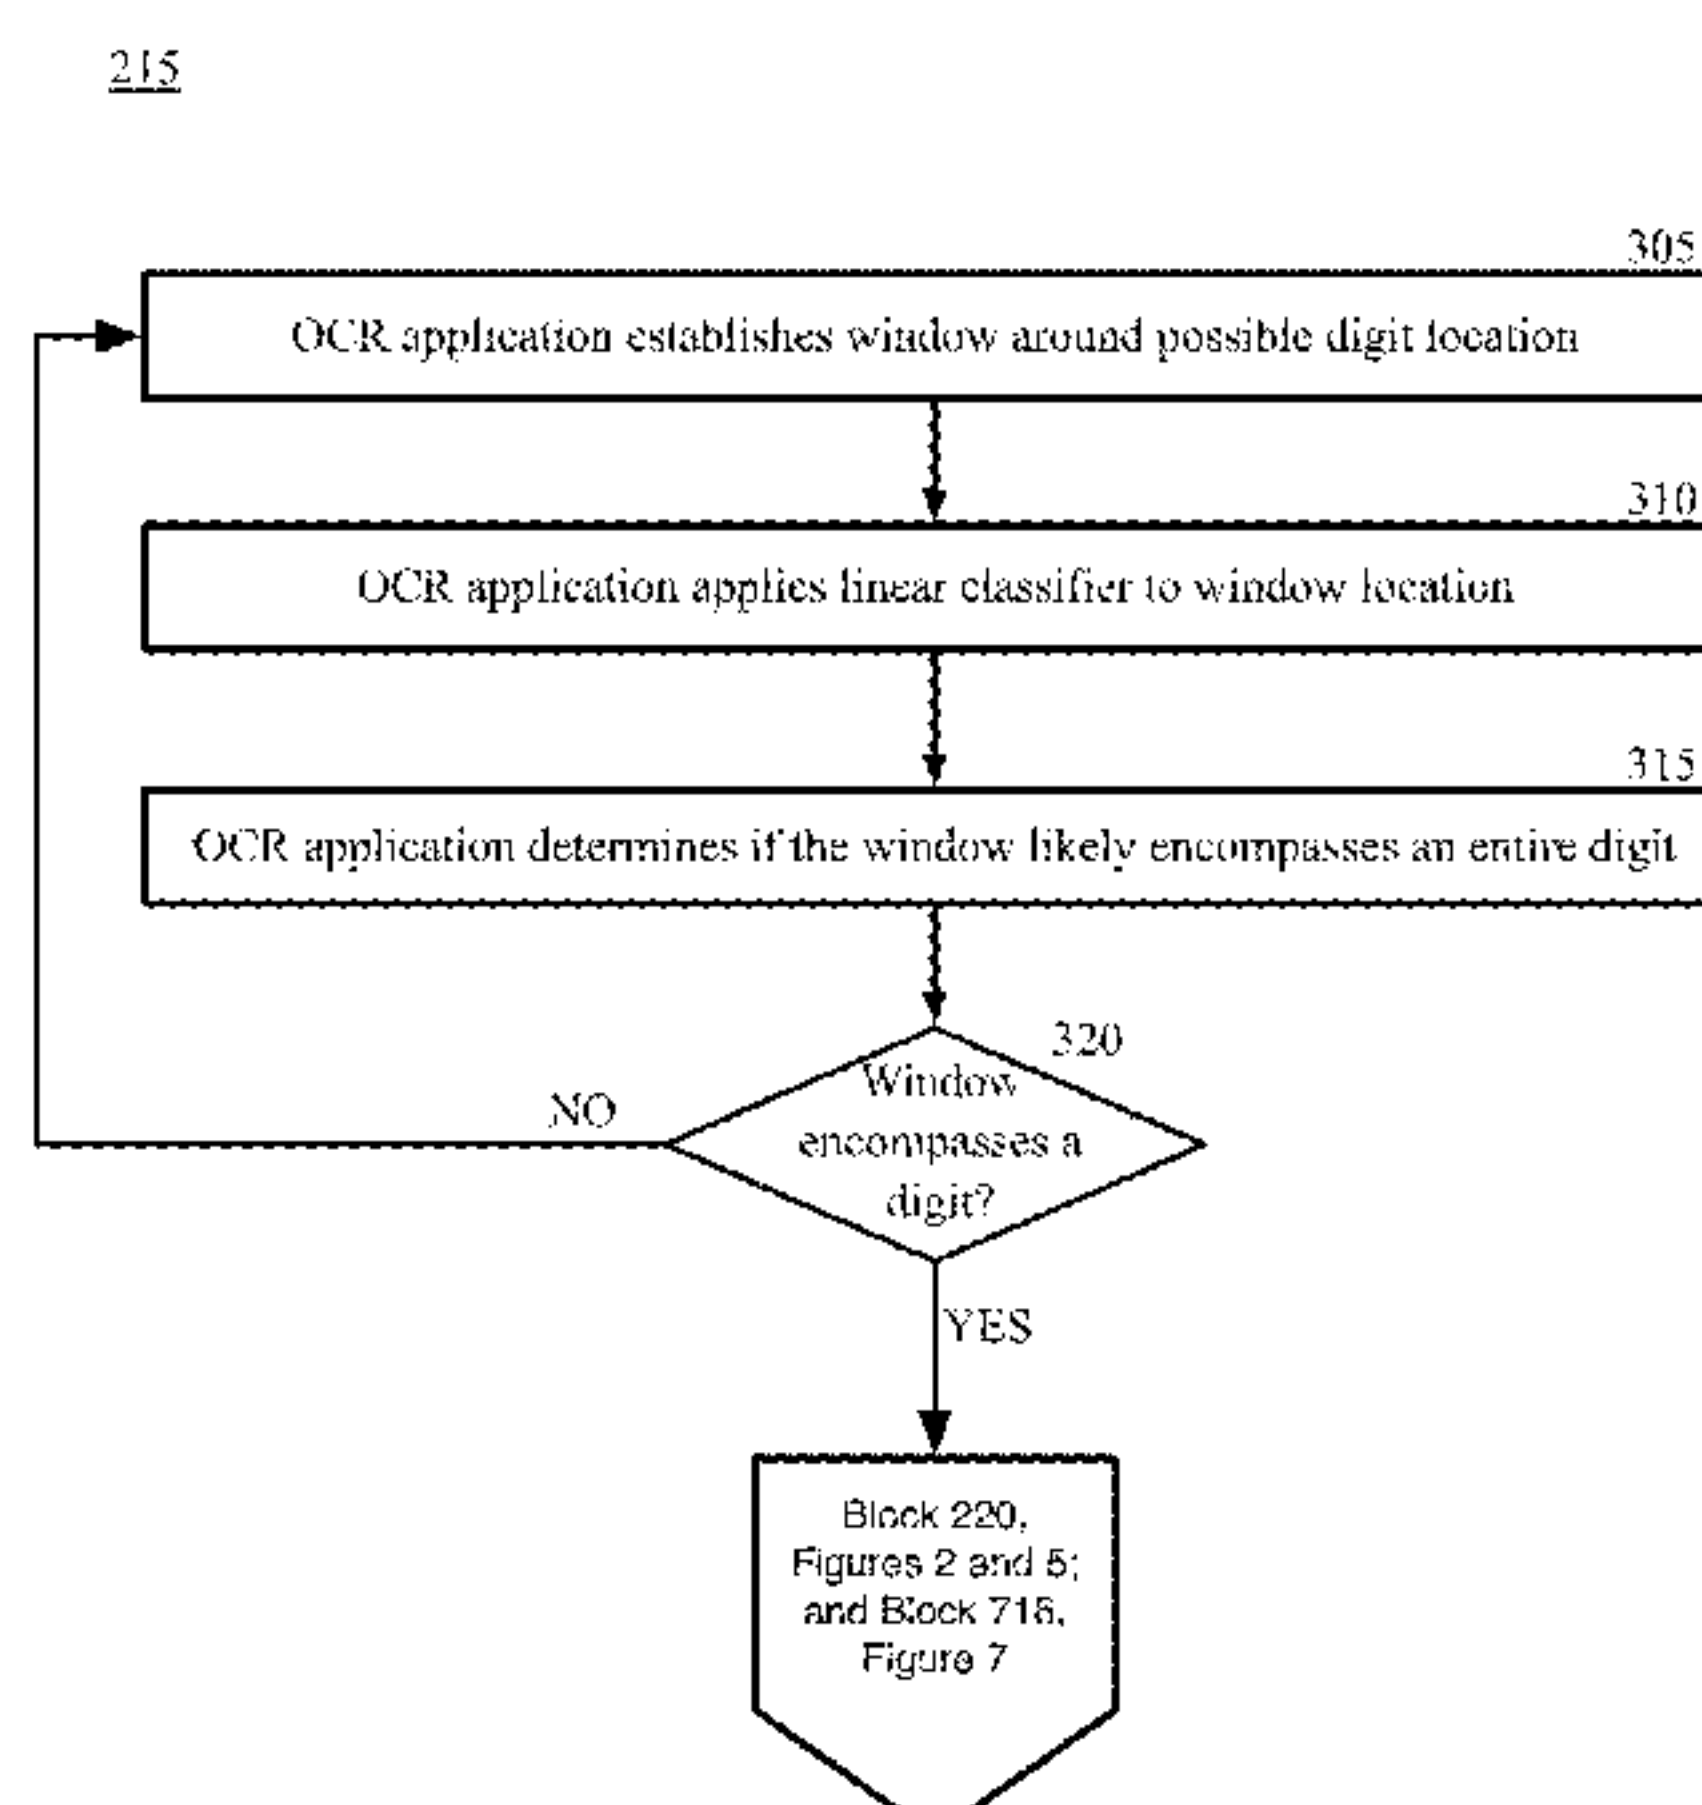 215
305
OCR application establishes window around possible digit location
310
OCR application applies linear classifier to window location
315
OCR application determines if the window likely encompasses an entire digit
320
Window
encompasses a
digit?
NO
YES
Block 220,
Figures 2 and 5;
and Block 716,
Figure 7